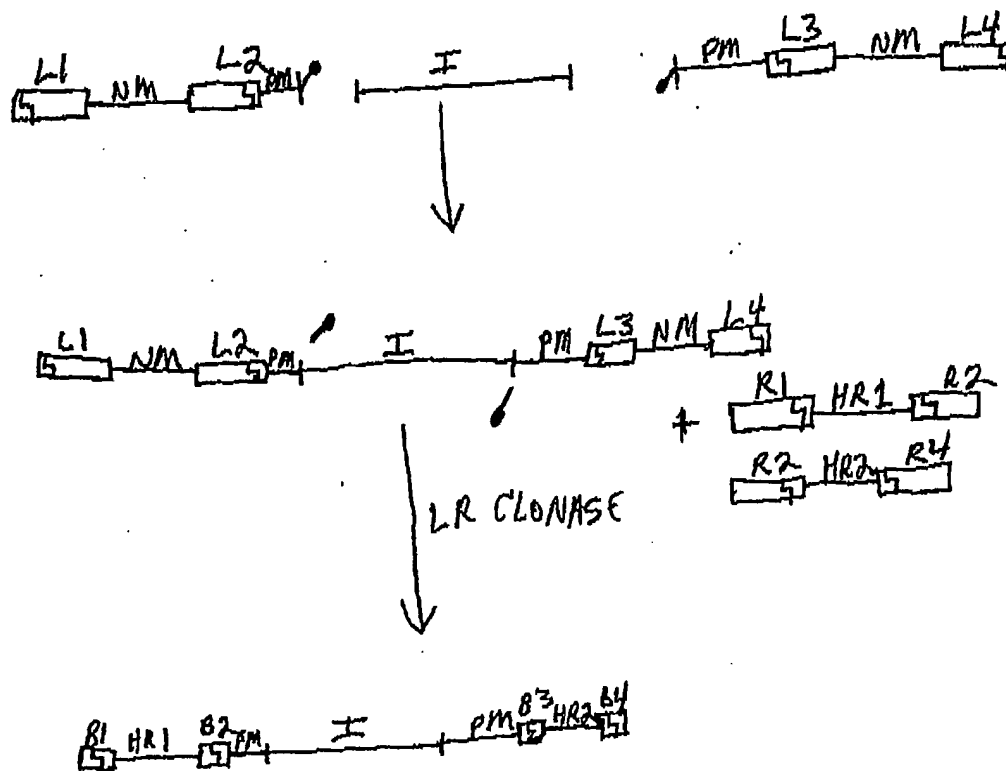 L1 NM L2 PM I PM L3 NM L4
L1 NM L2 PM I PM L3 NM L4
+ R1 HR1 R2
R2 HR2 R4
LR CLONASE
B1 HR1 B2 PM I PM B3 HR2 B4